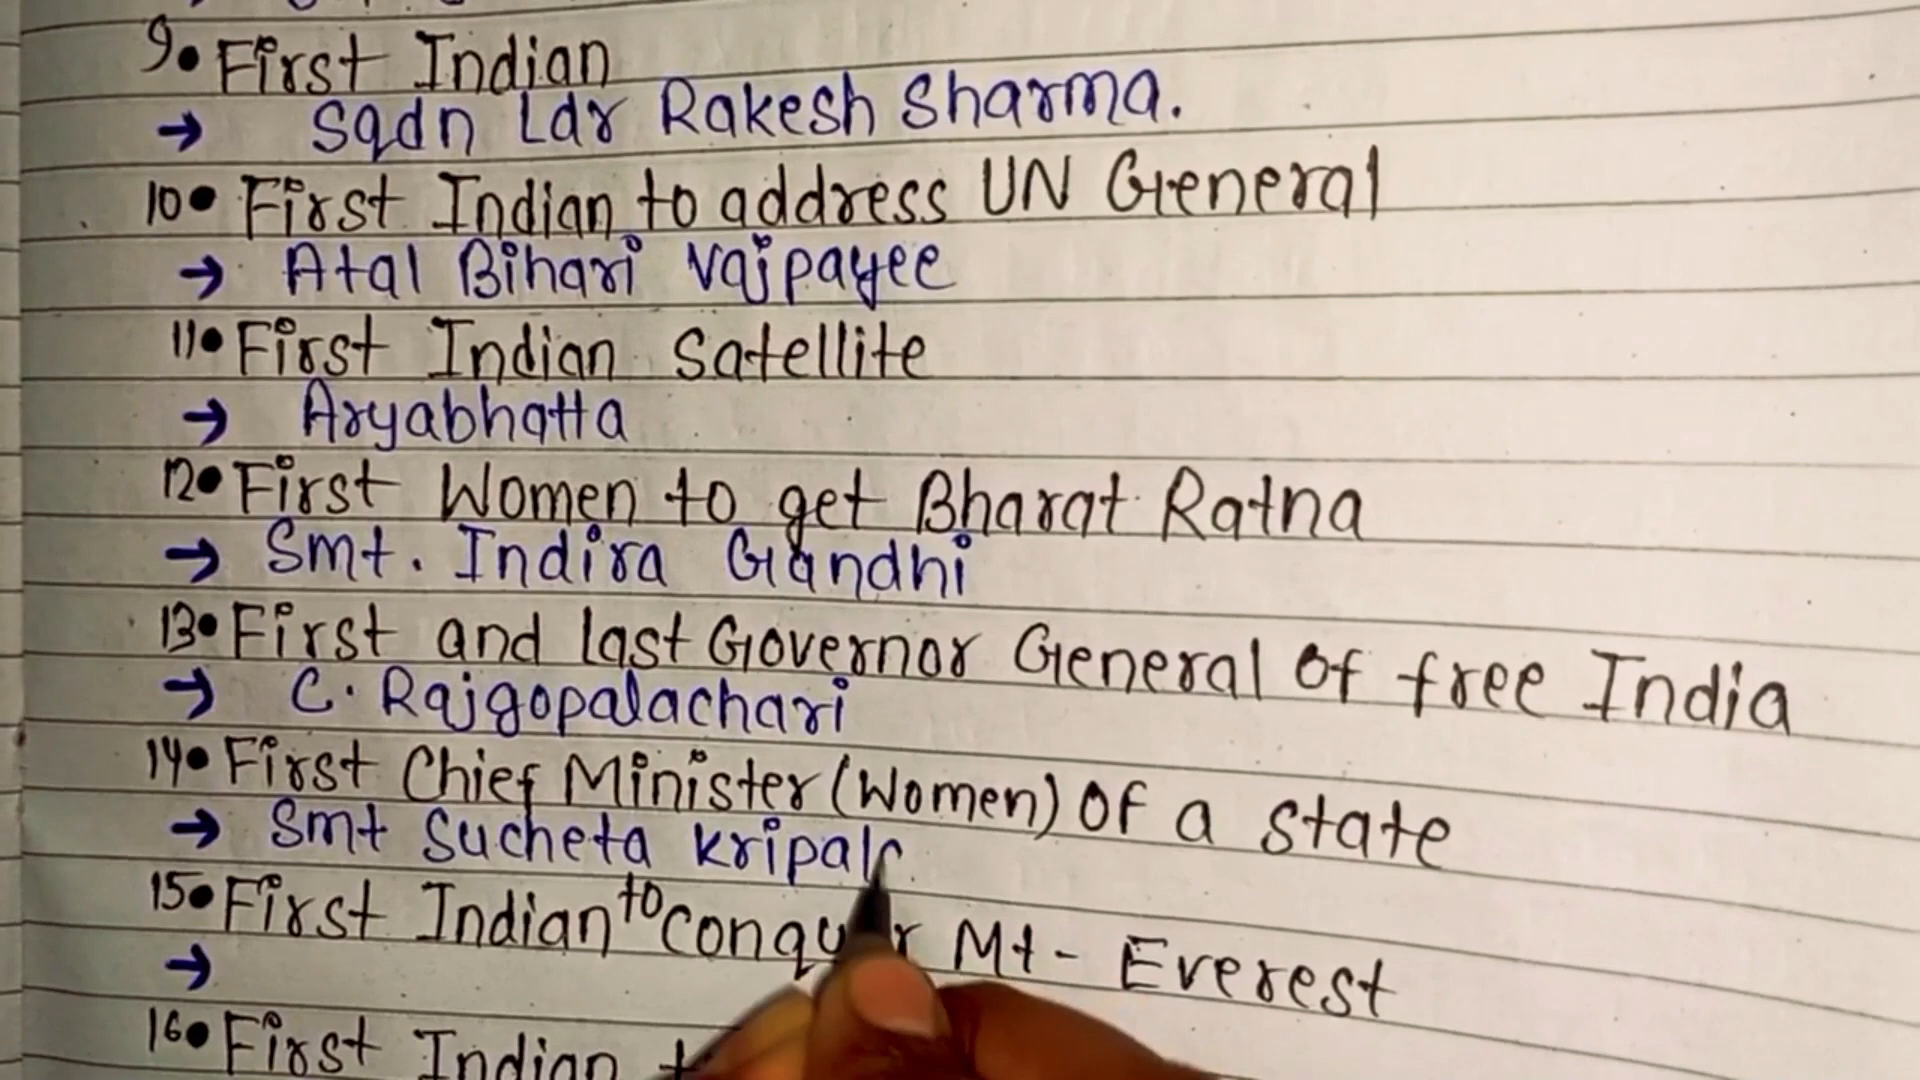 9. First Indian
→ Sqdn Ldr Rakesh Sharma.
10. First Indian to address UN General
→ Atal Bihari Vajpayee
11. First Indian Satellite
→ Aryabhatta
12. First Women to get Bharat Ratna
→ Smt. Indira Gandhi
13. First and last Governor General of free India
→ C. Rajgopalachari
14. First Chief Minister (Women) of a state
→ Smt Sucheta
15. First Indian to Mt - Everest
→
16. First Indian